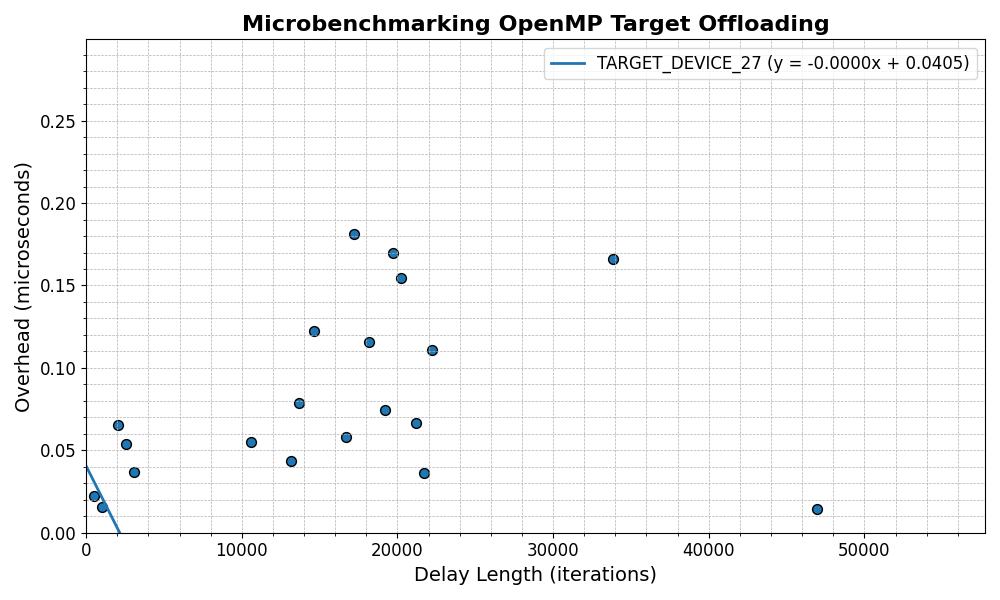 Microbenchmarking OpenMP Target Offloading
TARGET_DEVICE_27 (y = -0.0000x + 0.0405)
0.25
0.20
0.15
0.10
0.05
0.00
Overhead (microseconds)
0 10000 20000 30000 40000 50000
Delay Length (iterations)